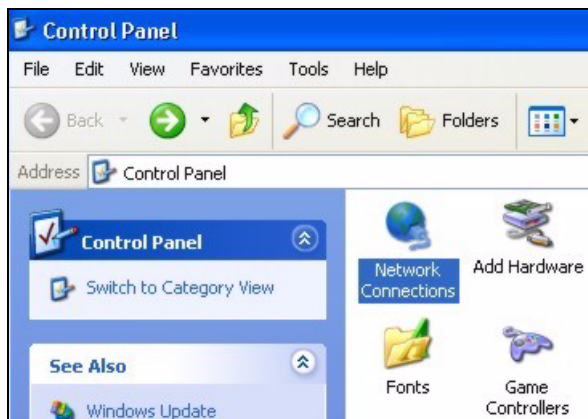 Control Panel
File Edit View Favorites Tools Help
Back Search Folders
Address Control Panel
Control Panel
Switch to Category View
See Also
Windows Update
Network Connections
Add Hardware
Fonts
Game Controllers